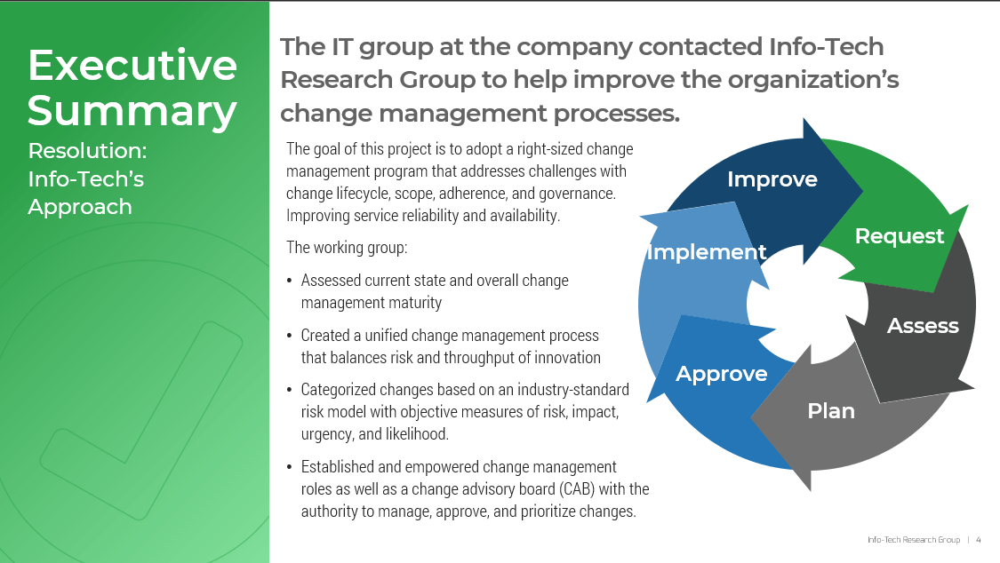 Executive
Summary
Resolution:
Info-Tech's
Approach
The IT group at the company contacted Info-Tech
Research Group to help improve the organization's
change management processes.
The goal of this project is to adopt a right-sized change
management program that addresses challenges with
change lifecycle, scope, adherence, and governance.
Improving service reliability and availability.
The working group:
• Assessed current state and overall change
management maturity
• Created a unified change management process
that balances risk and throughput of innovation
• Categorized changes based on an industry-standard
risk model with objective measures of risk, impact,
urgency, and likelihood.
• Established and empowered change management
roles as well as a change advisory board (CAB) with the
authority to manage, approve, and prioritize changes.
Improve
Request
Assess
Plan
Approve
Implement
Info-Tech Research Group | 4